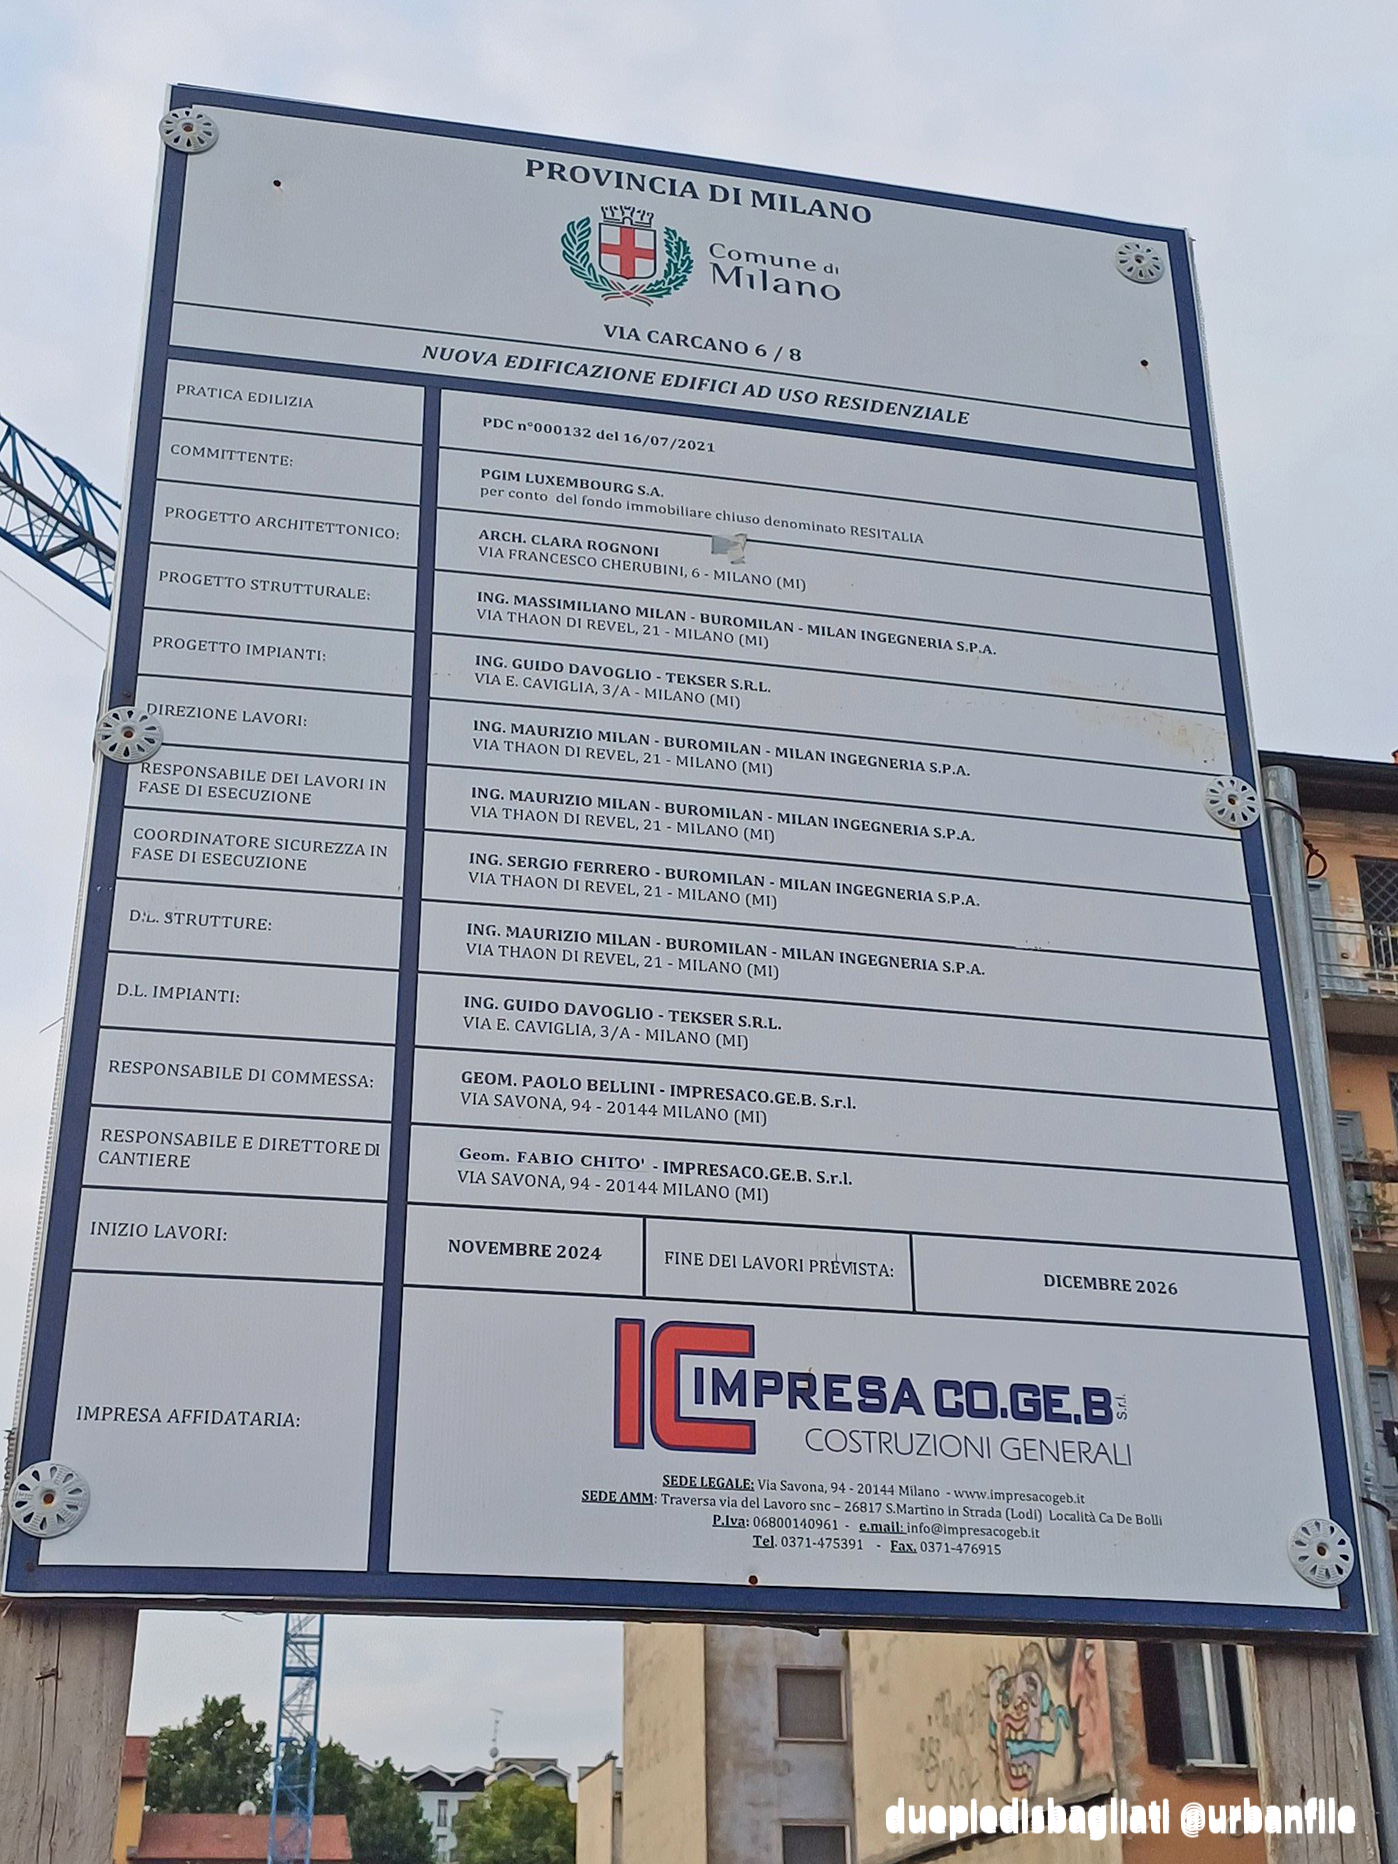 PROVINCIA DI MILANO
Comune di
Milano
VIA CARCANO 6 / 8
NUOVA EDIFICAZIONE EDIFICI AD USO RESIDENZIALE
PRATICA EDILIZIA
PDC n°000132 del 16/07/2021
COMMITTENTE:
PGIM LUXEMBOURG S.A.
per conto del fondo immobiliare chiuso denominato RESITALIA
PROGETTO ARCHITETTONICO:
ARCH. CLARA ROGNONI
VIA FRANCESCO CHERUBINI, 6 - MILANO (MI)
PROGETTO STRUTTURALE:
ING. MASSIMILIANO MILAN - BUROMILAN - MILAN INGEGNERIA S.P.A.
VIA THAON DI REVEL, 21 - MILANO (MI)
PROGETTO IMPIANTI:
ING. GUIDO DAVOGLIO - TEKSER S.R.L.
VIA E. CAVIGLIA, 3/A - MILANO (MI)
DIREZIONE LAVORI:
ING. MAURIZIO MILAN - BUROMILAN - MILAN INGEGNERIA S.P.A.
VIA THAON DI REVEL, 21 - MILANO (MI)
RESPONSABILE DEI LAVORI IN
FASE DI ESECUZIONE
ING. MAURIZIO MILAN - BUROMILAN - MILAN INGEGNERIA S.P.A.
VIA THAON DI REVEL, 21 - MILANO (MI)
COORDINATORE SICUREZZA IN
FASE DI ESECUZIONE
ING. SERGIO FERRERO - BUROMILAN - MILAN INGEGNERIA S.P.A.
VIA THAON DI REVEL, 21 - MILANO (MI)
D.L. STRUTTURE:
ING. MAURIZIO MILAN - BUROMILAN - MILAN INGEGNERIA S.P.A.
VIA THAON DI REVEL, 21 - MILANO (MI)
D.L. IMPIANTI:
ING. GUIDO DAVOGLIO - TEKSER S.R.L.
VIA E. CAVIGLIA, 3/A - MILANO (MI)
RESPONSABILE DI COMMESSA:
GEOM. PAOLO BELLINI - IMPRESACO.GE.B. S.r.l.
VIA SAVONA, 94 - 20144 MILANO (MI)
RESPONSABILE E DIRETTORE DI
CANTIERE
Geom. FABIO CHITO' - IMPRESACO.GE.B. S.r.l.
VIA SAVONA, 94 - 20144 MILANO (MI)
INIZIO LAVORI:
NOVEMBRE 2024
FINE DEI LAVORI PREVISTA:
DICEMBRE 2026
IMPRESA AFFIDATARIA:
IC IMPRESA CO.GE.B S.r.l.
COSTRUZIONI GENERALI
SEDE LEGALE: Via Savona, 94 - 20144 Milano - www.impresacogeb.it
SEDE AMM: Traversa via del Lavoro snc – 26817 S.Martino in Strada (Lodi) Località Ca De Bolli
P.Iva: 06800140961 - e.mail: info@impresacogeb.it
Tel. 0371-475391 - Fax. 0371-476915
duepiedisbagliati @urbanfile